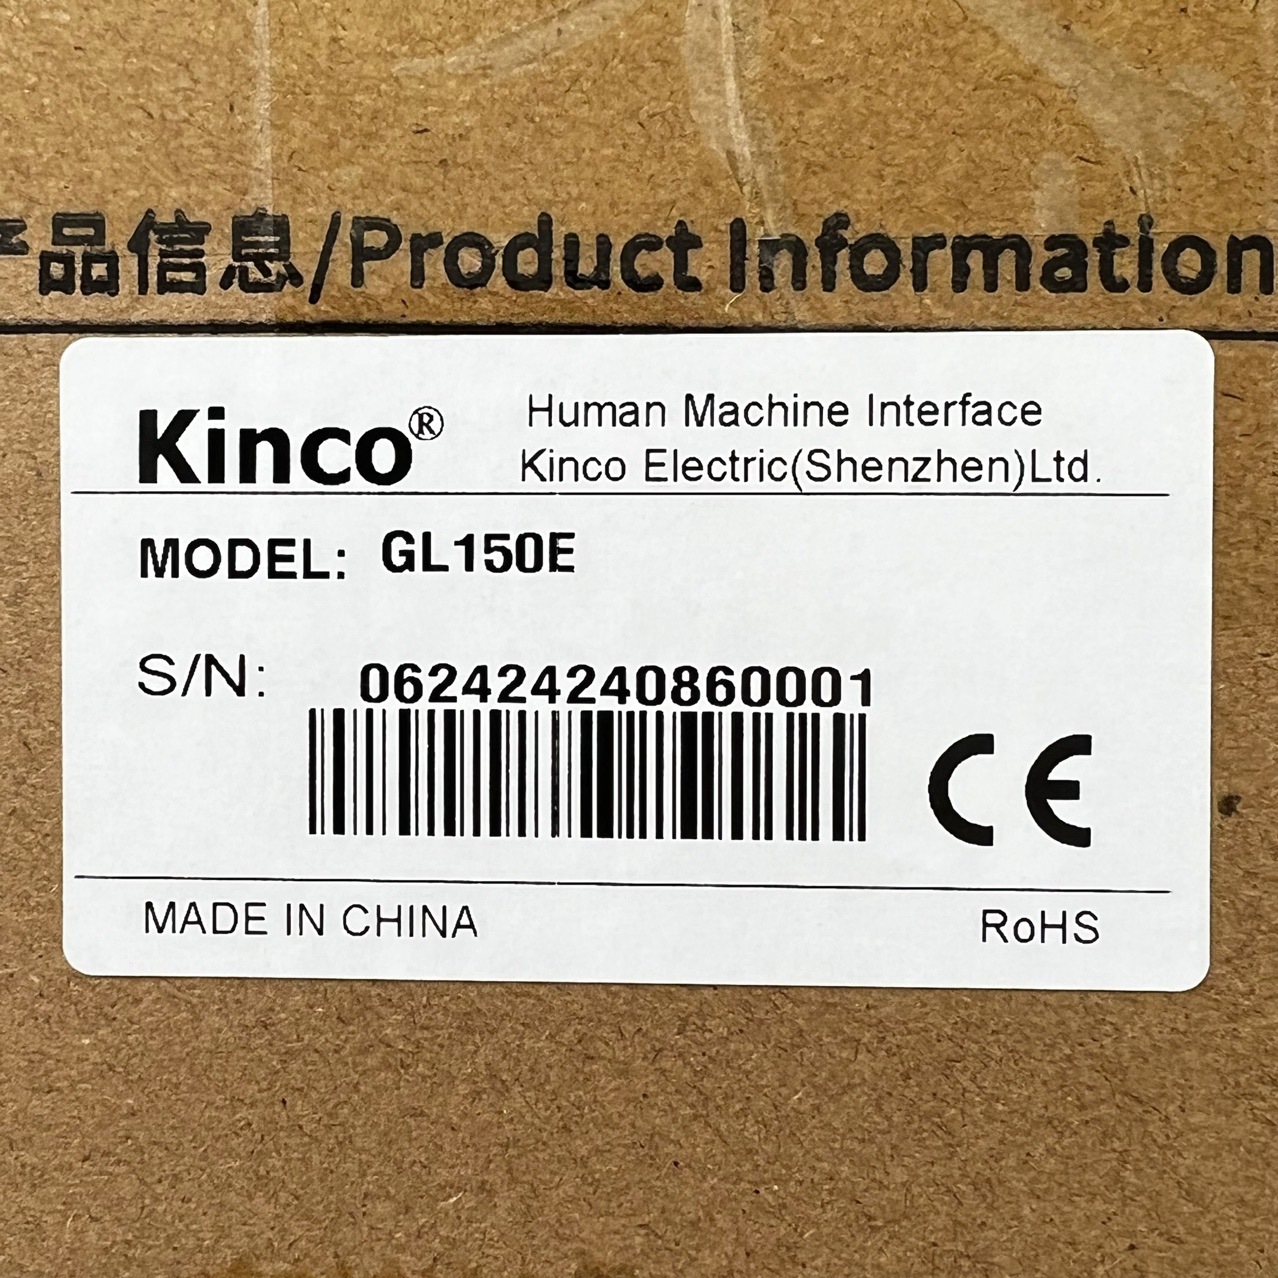 产品信息/Product Information
Kinco®
Human Machine Interface
Kinco Electric(Shenzhen)Ltd.
MODEL: GL150E
S/N: 062424240860001
CE
MADE IN CHINA
RoHS